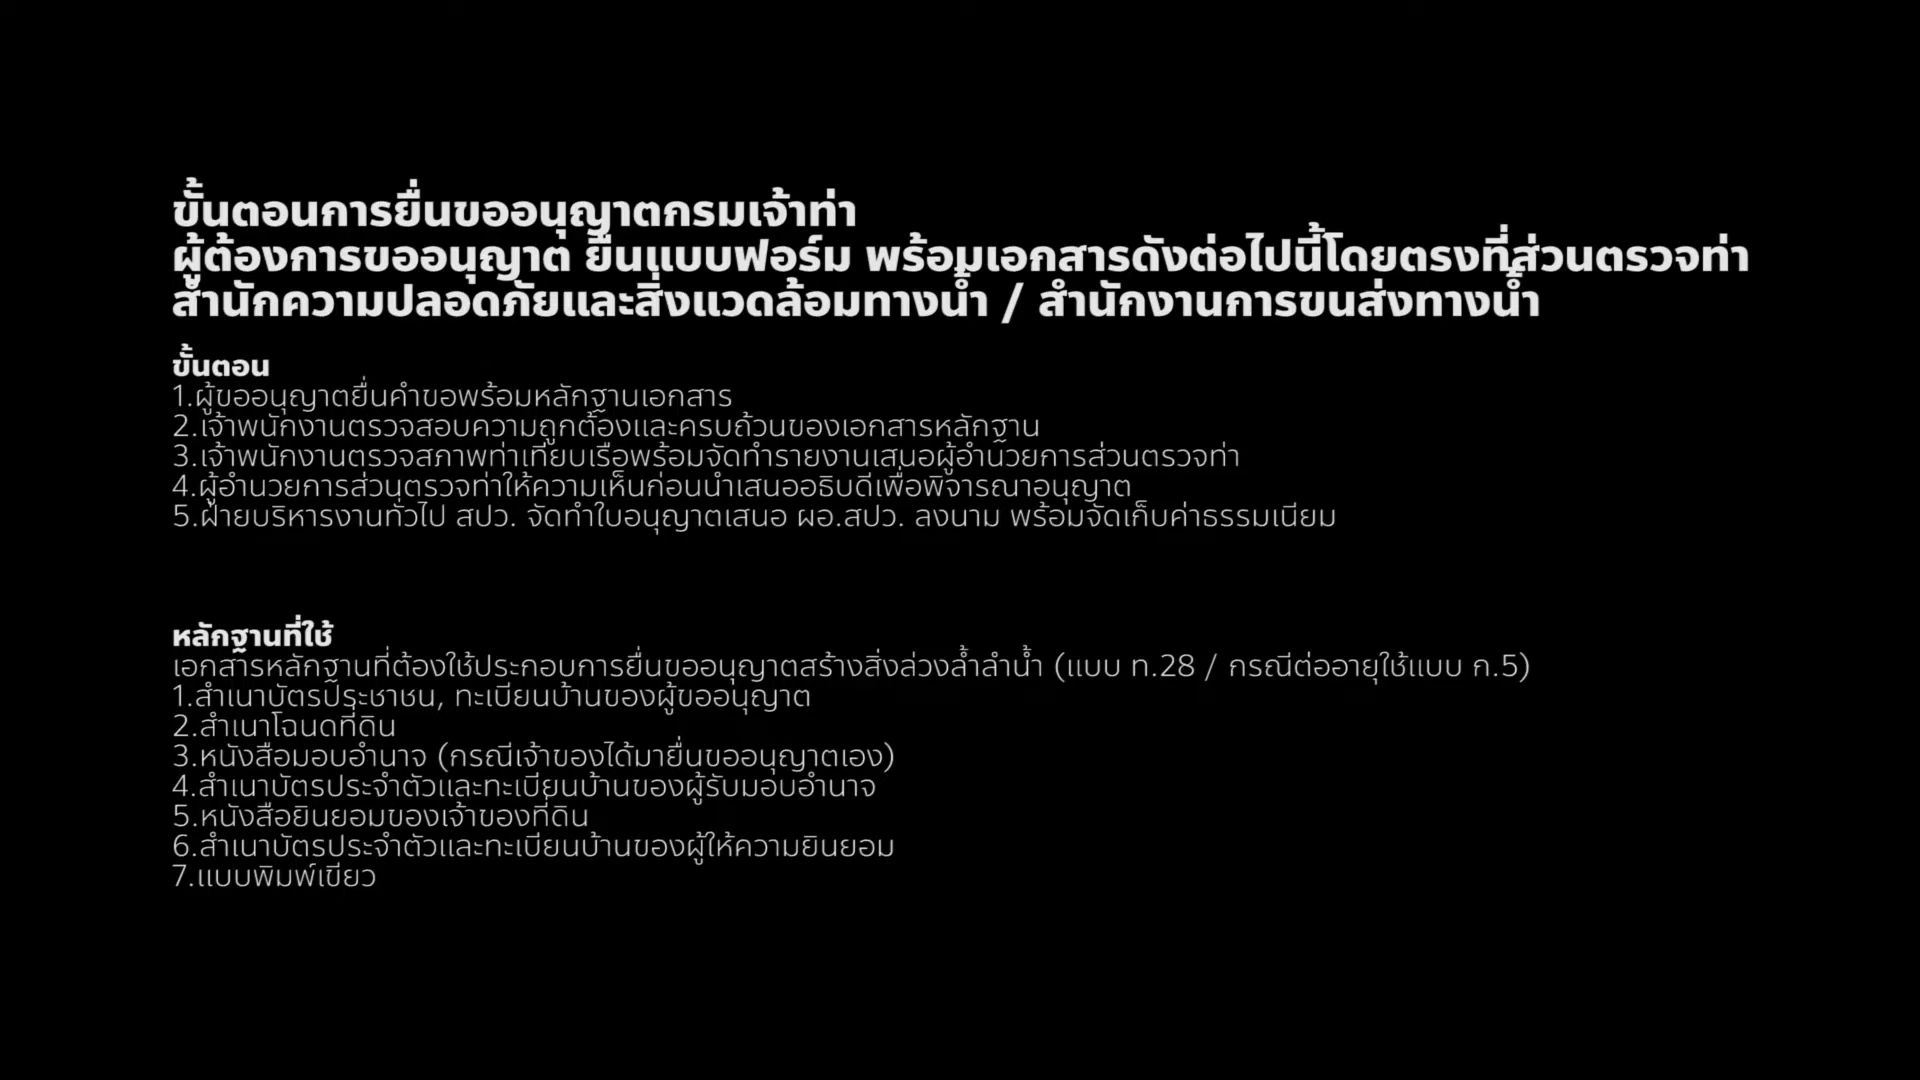 ขั้นตอนการยื่นขออนุญาตกรมเจ้าท่า
ผู้ต้องการขออนุญาต ยื่นแบบฟอร์ม พร้อมเอกสารดังต่อไปนี้โดยตรงที่ส่วนตรวจท่า
สำนักความปลอดภัยและสิ่งแวดล้อมทางน้ำ / สำนักงานการขนส่งทางน้ำ
ขั้นตอน
1.ผู้ขออนุญาตยื่นคำขอพร้อมหลักฐานเอกสาร
2.เจ้าพนักงานตรวจสอบความถูกต้องและครบถ้วนของเอกสารหลักฐาน
3.เจ้าพนักงานตรวจสภาพท่าเทียบเรือพร้อมจัดทำรายงานเสนอผู้อำนวยการส่วนตรวจท่า
4.ผู้อำนวยการส่วนตรวจท่าให้ความเห็นก่อนนำเสนออธิบดีเพื่อพิจารณาอนุญาต
5.ฝ่ายบริหารงานทั่วไป สปว. จัดทำใบอนุญาตเสนอ ผอ.สปว. ลงนาม พร้อมจัดเก็บค่าธรรมเนียม
หลักฐานที่ใช้
เอกสารหลักฐานที่ต้องใช้ประกอบการยื่นขออนุญาตสร้างสิ่งล่วงล้ำลำน้ำ (แบบ ท.28 / กรณีต่ออายุใช้แบบ ก.5)
1.สำเนาบัตรประชาชน, ทะเบียนบ้านของผู้ขออนุญาต
2.สำเนาโฉนดที่ดิน
3.หนังสือมอบอำนาจ (กรณีเจ้าของได้มายื่นขออนุญาตเอง)
4.สำเนาบัตรประจำตัวและทะเบียนบ้านของผู้รับมอบอำนาจ
5.หนังสือยินยอมของเจ้าของที่ดิน
6.สำเนาบัตรประจำตัวและทะเบียนบ้านของผู้ให้ความยินยอม
7.แบบพิมพ์เขียว